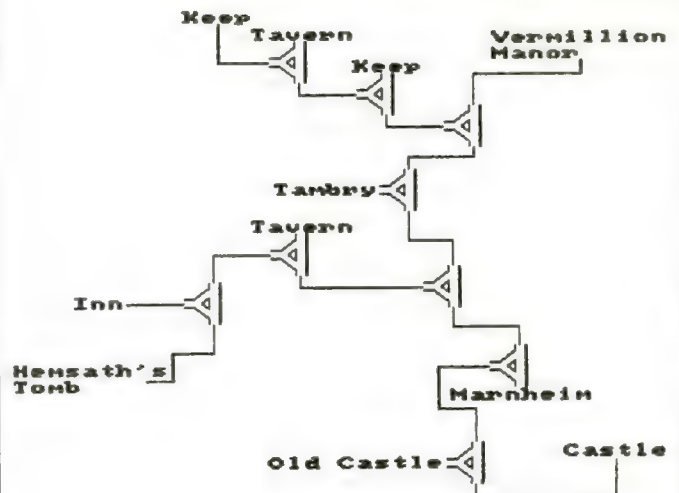 Keep
Tavern
Vermillion
Manor
Keep
Tambry
Tavern
Inn
Hemsath's
Tomb
Marnheim
Castle
Old Castle